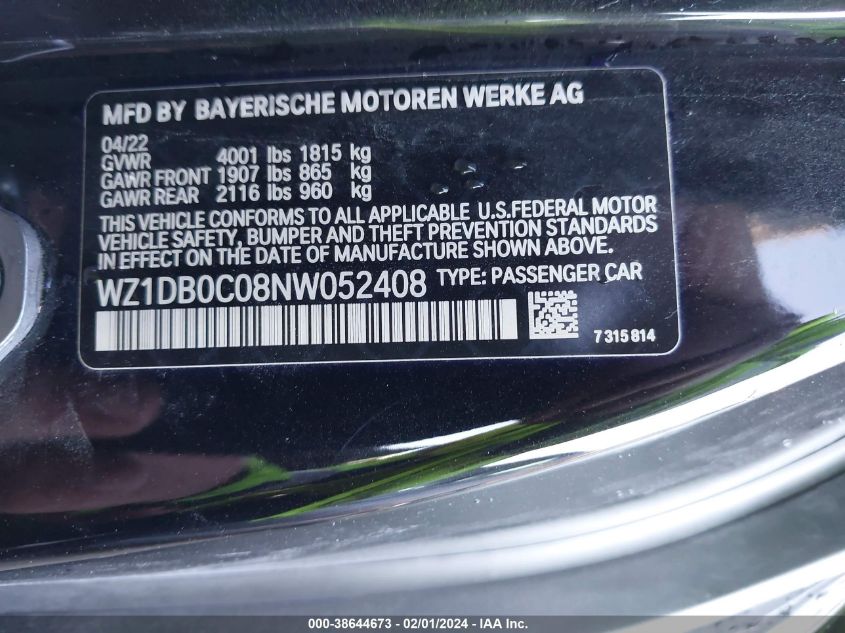 MFD BY BAYERISCHE MOTOREN WERKE AG
04/22
GVWR 4001 lbs 1815 kg
GAWR FRONT 1907 lbs 865 kg
GAWR REAR 2116 lbs 960 kg
THIS VEHICLE CONFORMS TO ALL APPLICABLE U.S.FEDERAL MOTOR
VEHICLE SAFETY, BUMPER AND THEFT PREVENTION STANDARDS
IN EFFECT ON THE DATE OF MANUFACTURE SHOWN ABOVE.
WZ1DB0C08NW052408 TYPE: PASSENGER CAR
7 315 814
000-38644673 - 02/01/2024 - IAA Inc.